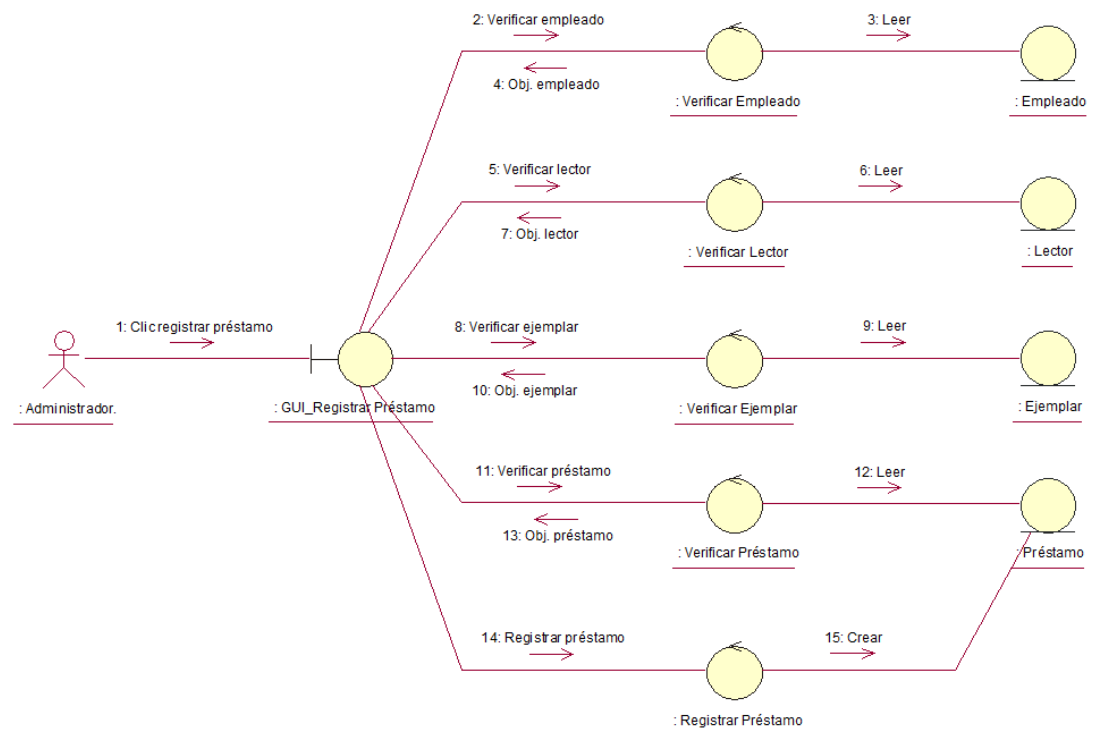 2: Verificar empleado
3: Leer
4: Obj. empleado
: Verificar Empleado
: Empleado
5: Verificar lector
6: Leer
7: Obj. lector
: Verificar Lector
: Lector
1: Clic registrar préstamo
8: Verificar ejemplar
9: Leer
10: Obj. ejemplar
: Administrador.
: GUI_Registrar Préstamo
: Verificar Ejemplar
: Ejemplar
11: Verificar préstamo
12: Leer
13: Obj. préstamo
: Verificar Préstamo
: Préstamo
14: Registrar préstamo
15: Crear
: Registrar Préstamo